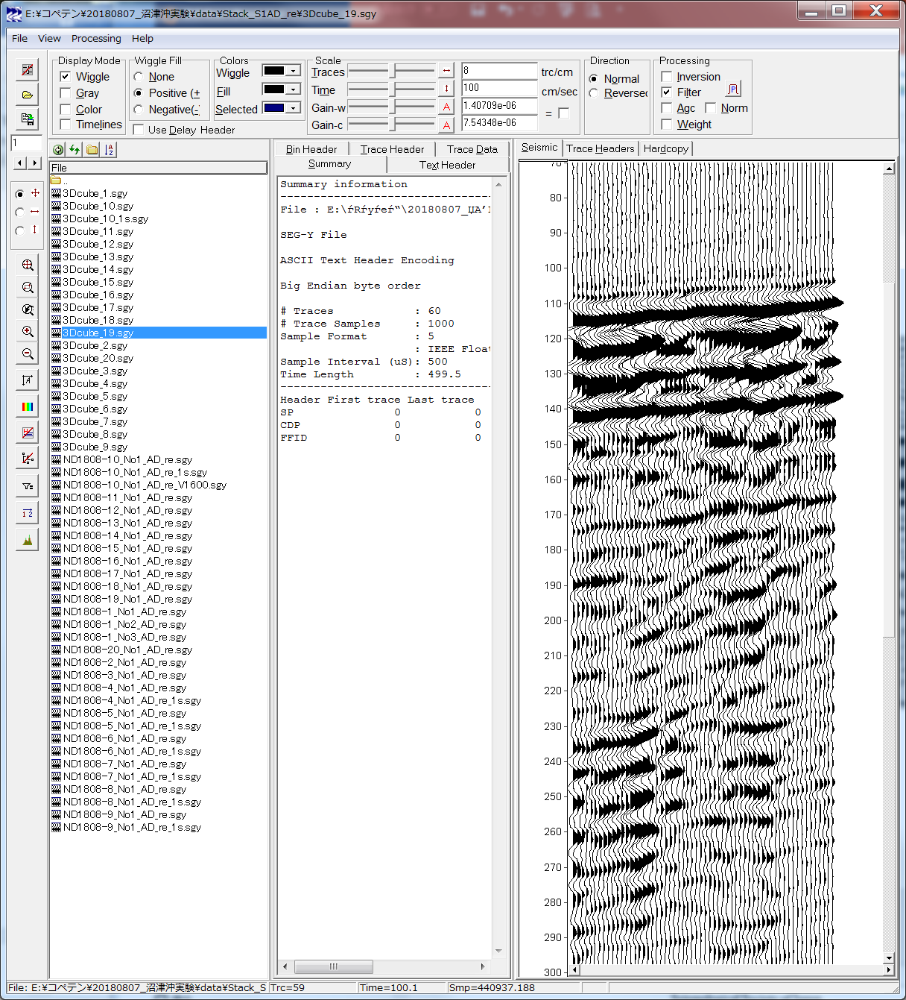 E:¥コペテン¥20180807_沼津沖実験¥data¥Stack_S1AD_re¥3Dcube_19.sgy
File View Processing Help
Display Mode
Wiggle
Gray
Color
Timelines
Wiggle Fill
None
Positive (+
Negative(-)
Use Delay Header
Colors
Wiggle
Fill
Selected
Scale
Traces 8 trc/cm
Time 100 cm/sec
Gain-w 1.40709e-06
Gain-c 7.54348e-06 =
Direction
Normal
Reversed
Processing
Inversion
Filter
Agc Norm
Weight
1
File
..
3Dcube_1.sgy
3Dcube_10.sgy
3Dcube_10_1s.sgy
3Dcube_11.sgy
3Dcube_12.sgy
3Dcube_13.sgy
3Dcube_14.sgy
3Dcube_15.sgy
3Dcube_16.sgy
3Dcube_17.sgy
3Dcube_18.sgy
3Dcube_19.sgy
3Dcube_2.sgy
3Dcube_20.sgy
3Dcube_3.sgy
3Dcube_4.sgy
3Dcube_5.sgy
3Dcube_6.sgy
3Dcube_7.sgy
3Dcube_8.sgy
3Dcube_9.sgy
ND1808-10_No1_AD_re.sgy
ND1808-10_No1_AD_re_1s.sgy
ND1808-10_No1_AD_re_V1600.sgy
ND1808-11_No1_AD_re.sgy
ND1808-12_No1_AD_re.sgy
ND1808-13_No1_AD_re.sgy
ND1808-14_No1_AD_re.sgy
ND1808-15_No1_AD_re.sgy
ND1808-16_No1_AD_re.sgy
ND1808-17_No1_AD_re.sgy
ND1808-18_No1_AD_re.sgy
ND1808-19_No1_AD_re.sgy
ND1808-1_No1_AD_re.sgy
ND1808-1_No2_AD_re.sgy
ND1808-1_No3_AD_re.sgy
ND1808-20_No1_AD_re.sgy
ND1808-2_No1_AD_re.sgy
ND1808-3_No1_AD_re.sgy
ND1808-4_No1_AD_re.sgy
ND1808-4_No1_AD_re_1s.sgy
ND1808-5_No1_AD_re.sgy
ND1808-5_No1_AD_re_1s.sgy
ND1808-6_No1_AD_re.sgy
ND1808-6_No1_AD_re_1s.sgy
ND1808-7_No1_AD_re.sgy
ND1808-7_No1_AD_re_1s.sgy
ND1808-8_No1_AD_re.sgy
ND1808-8_No1_AD_re_1s.sgy
ND1808-9_No1_AD_re.sgy
ND1808-9_No1_AD_re_1s.sgy
Bin Header Trace Header Trace Data
Summary Text Header
Summary information
--------------------------------
File : E:\ŕRŕyŕeŕ“\20180807_ЏА’
SEG-Y File
ASCII Text Header Encoding
Big Endian byte order
# Traces : 60
# Trace Samples : 1000
Sample Format : 5
: IEEE Float
Sample Interval (uS): 500
Time Length : 499.5
--------------------------------
Header First trace Last trace
SP 0 0
CDP 0 0
FFID 0 0
Seismic Trace Headers Hardcopy
70
80
90
100
110
120
130
140
150
160
170
180
190
200
210
220
230
240
250
260
270
280
290
300
File: E:¥コペテン¥20180807_沼津沖実験¥data¥Stack_S Trc=59 Time=100.1 Smp=440937.188